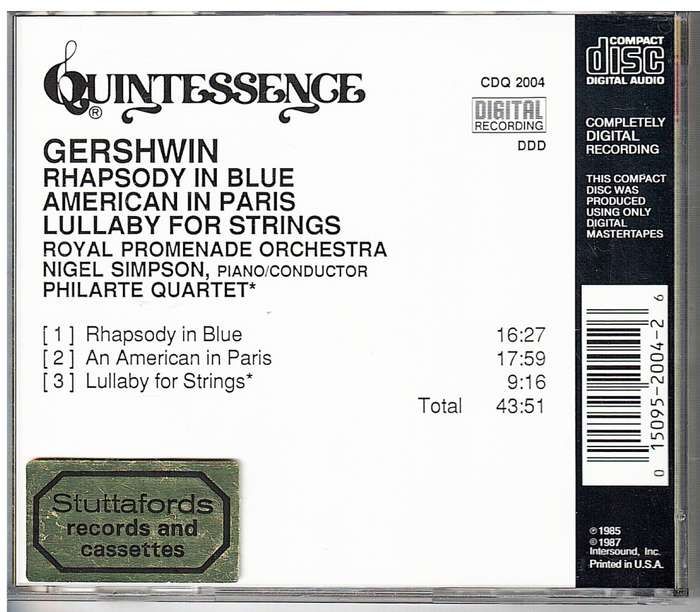 QUINTESSENCE
®
CDQ 2004
DIGITAL
RECORDING
DDD
GERSHWIN
RHAPSODY IN BLUE
AMERICAN IN PARIS
LULLABY FOR STRINGS
ROYAL PROMENADE ORCHESTRA
NIGEL SIMPSON, PIANO/CONDUCTOR
PHILARTE QUARTET*
[1] Rhapsody in Blue 16:27
[2] An American in Paris 17:59
[3] Lullaby for Strings* 9:16
Total 43:51
Stuttafords
records and
cassettes
COMPACT
disc
DIGITAL AUDIO
COMPLETELY
DIGITAL
RECORDING
THIS COMPACT
DISC WAS
PRODUCED
USING ONLY
DIGITAL
MASTERTAPES
0 15095-2004-2 6
℗1985
©1987
Intersound, Inc.
Printed in U.S.A.